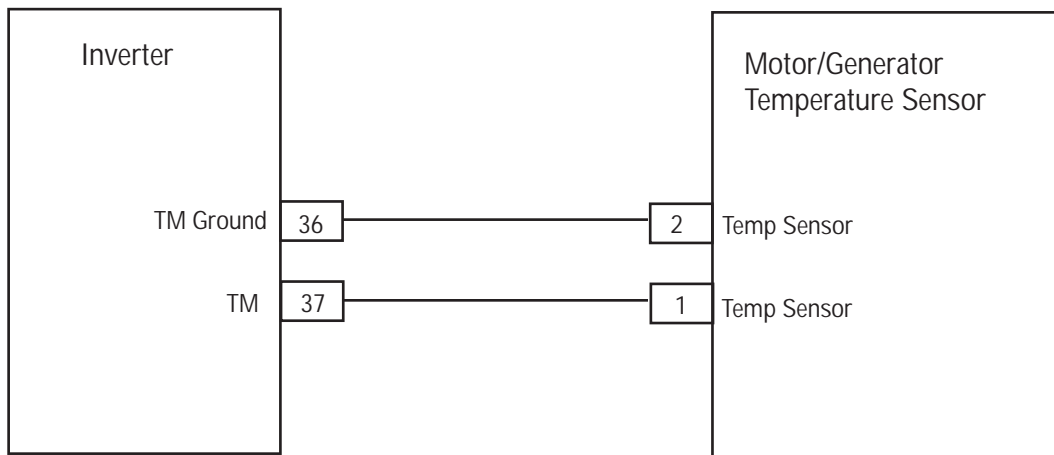 Inverter
Motor/Generator
Temperature Sensor
TM Ground 36 2 Temp Sensor
TM 37 1 Temp Sensor